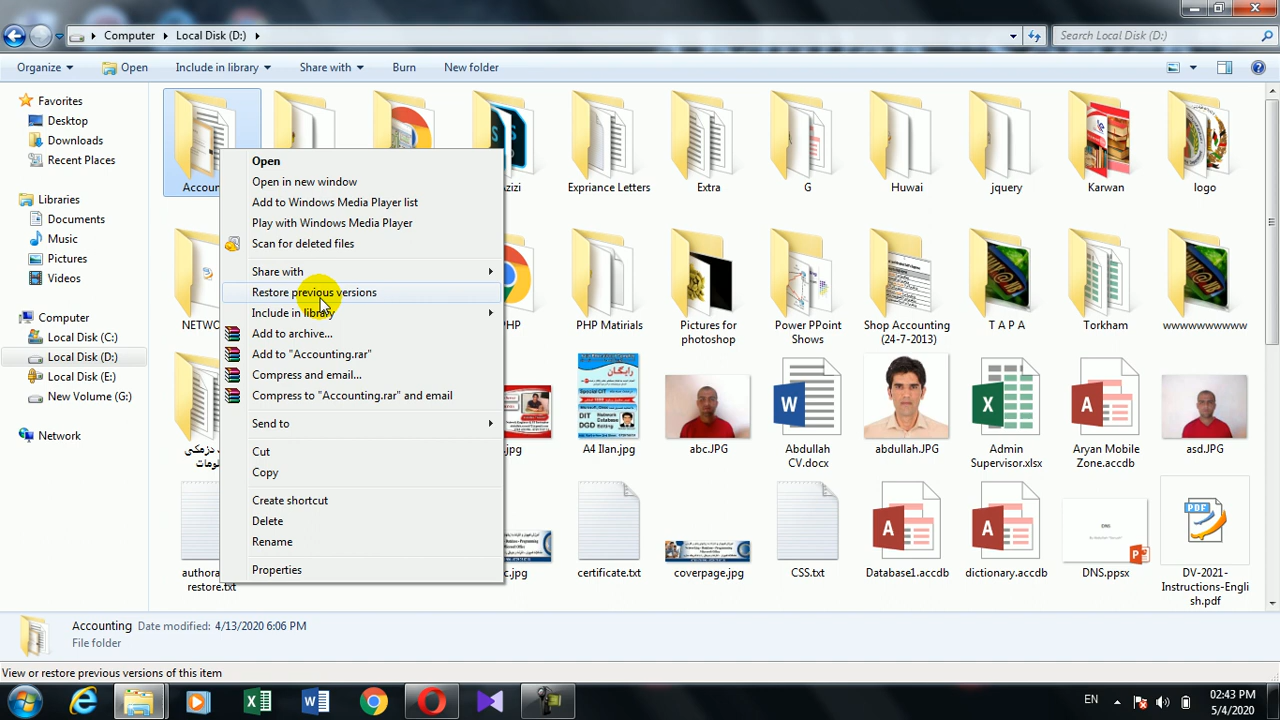 Computer
Local Disk (D:)
Search Local Disk (D:)
Organize
Open
Include in library
Share with
Burn
New folder
Favorites
Desktop
Downloads
Recent Places
Libraries
Documents
Music
Pictures
Videos
Computer
Local Disk (C:)
Local Disk (D:)
Local Disk (E:)
New Volume (G:)
Network
Accoun
Azizi
Expriance Letters
Extra
G
Huwai
jquery
Karwan
logo
Open
Open in new window
Add to Windows Media Player list
Play with Windows Media Player
Scan for deleted files
Share with
Restore previous versions
Include in library
Add to archive...
Add to "Accounting.rar"
Compress and email...
Compress to "Accounting.rar" and email
Send to
Cut
Copy
Create shortcut
Delete
Rename
Properties
NETWO
PHP
PHP Matirials
Pictures for
photoshop
Power PPoint
Shows
Shop Accounting
(24-7-2013)
T A P A
Torkham
wwwwwwwwwww
رایگان
.jpg
A4 Ilan.jpg
abc.JPG
Abdullah
CV.docx
abdullah.JPG
Admin
Supervisor.xlsx
Aryan Mobile
Zone.accdb
asd.JPG
authora
restore.txt
c.jpg
certificate.txt
coverpage.jpg
CSS.txt
Database1.accdb
dictionary.accdb
DNS
DNS.ppsx
PDF
DV-2021-
Instructions-Engli
sh.pdf
Accounting
Date modified: 4/13/2020 6:06 PM
File folder
View or restore previous versions of this item
EN
02:43 PM
5/4/2020